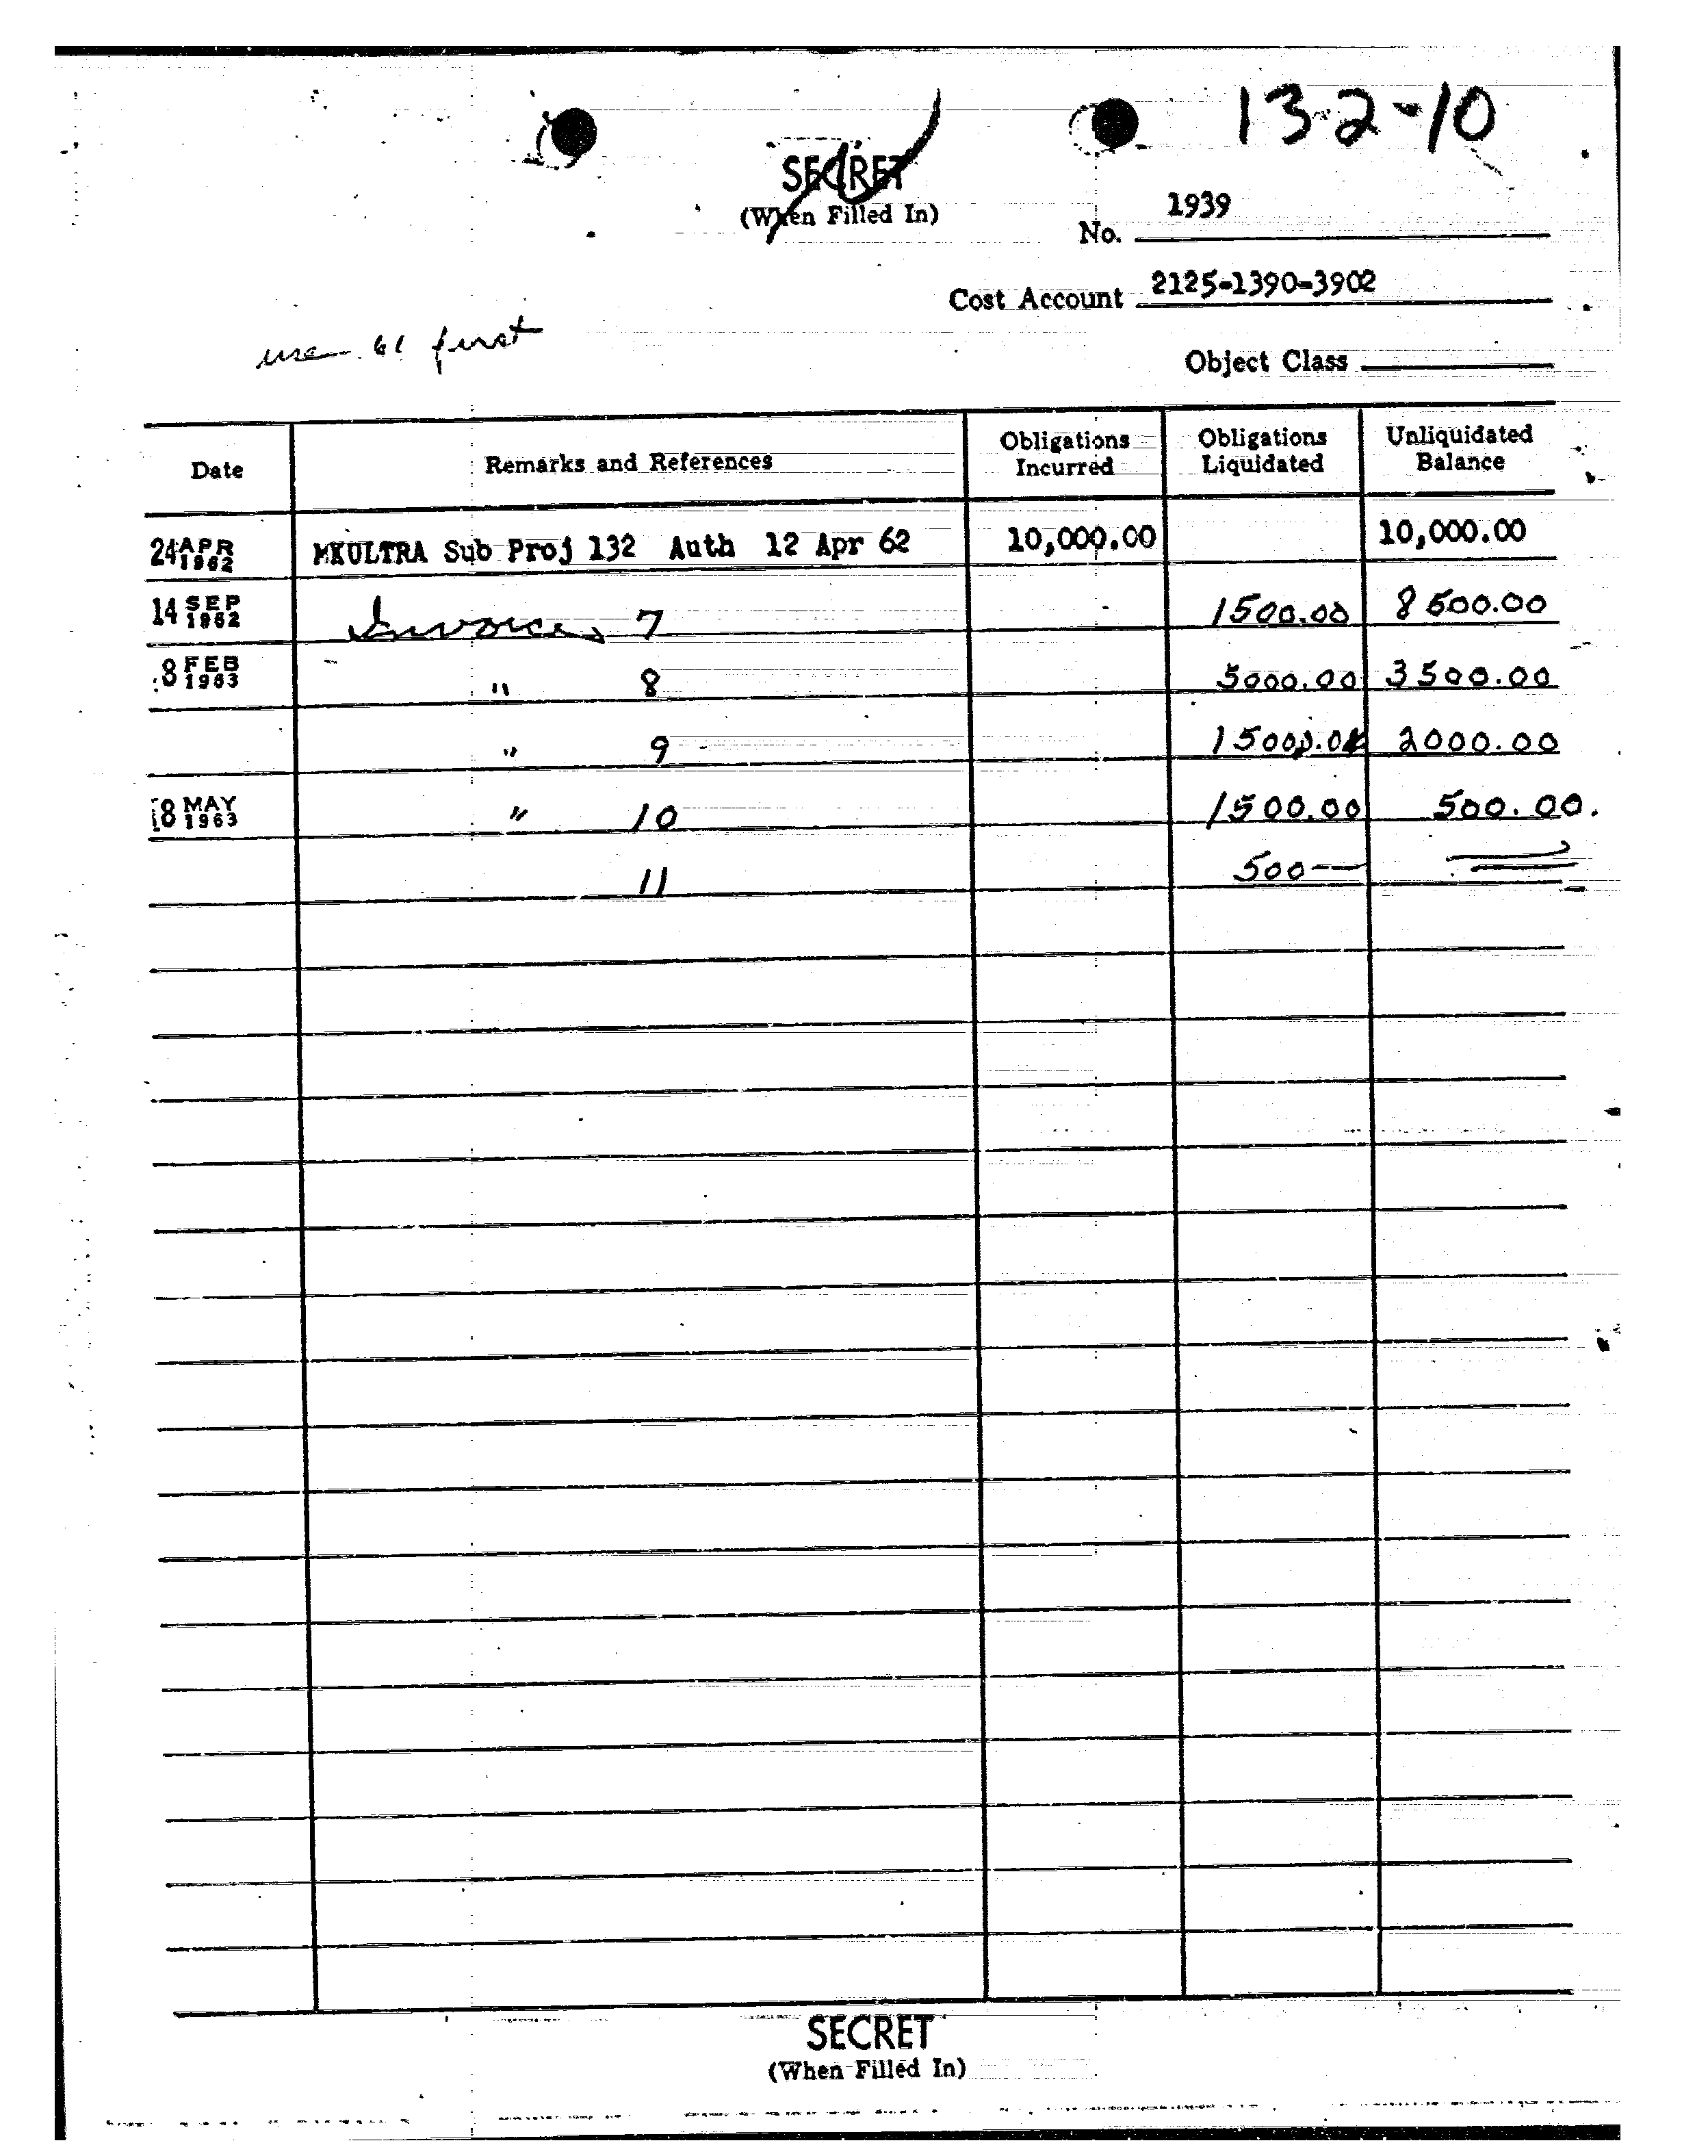 13-2-10
SECRET
(When Filled In)
No. 1939
Cost Account 2125-1390-3902
use 61 first
Object Class
Date Remarks and References Obligations Incurred Obligations Liquidated Unliquidated Balance
24 APR 1962 MKULTRA Sub Proj 132 Auth 12 Apr 62 10,000.00 10,000.00
14 SEP 1962 Invoices 7 1500.00 8500.00
8 FEB 1963 " 8 5000.00 3500.00
" 9 1500.00 2000.00
MAY 1963 " 10 1500.00 500.00.
11 500—
SECRET
(When Filled In)